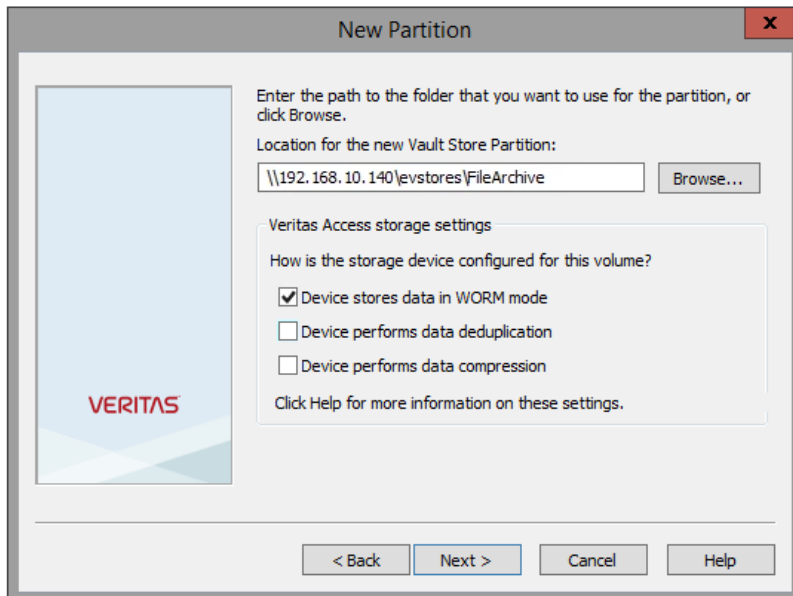 New Partition
x
Enter the path to the folder that you want to use for the partition, or
click Browse.
Location for the new Vault Store Partition:
\\192.168.10.140\evstores\FileArchive
Browse...
Veritas Access storage settings
How is the storage device configured for this volume?
Device stores data in WORM mode
Device performs data deduplication
Device performs data compression
VERITAS
Click Help for more information on these settings.
< Back
Next >
Cancel
Help